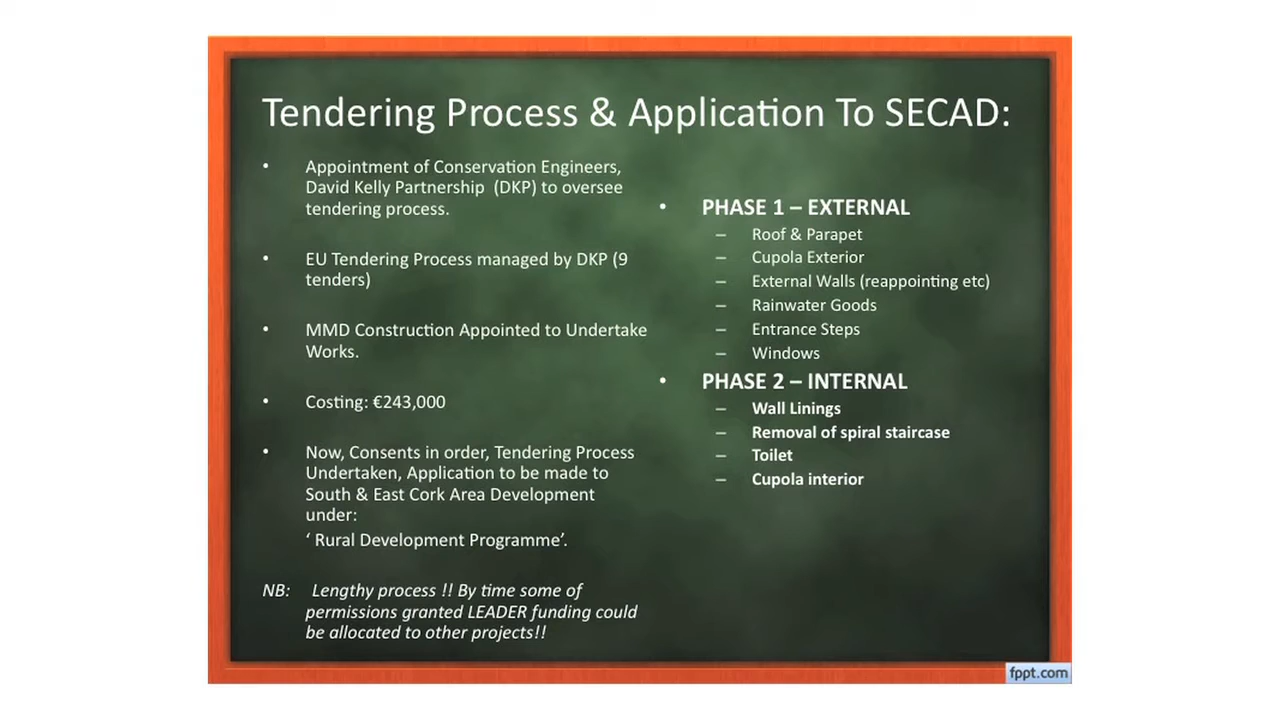 Tendering Process & Application To SECAD:
• Appointment of Conservation Engineers,
David Kelly Partnership (DKP) to oversee
tendering process.
• EU Tendering Process managed by DKP (9
tenders)
• MMD Construction Appointed to Undertake
Works.
• Costing: €243,000
• Now, Consents in order, Tendering Process
Undertaken, Application to be made to
South & East Cork Area Development
under:
‘ Rural Development Programme’.
NB: Lengthy process !! By time some of
permissions granted LEADER funding could
be allocated to other projects!!
• PHASE 1 – EXTERNAL
– Roof & Parapet
– Cupola Exterior
– External Walls (reappointing etc)
– Rainwater Goods
– Entrance Steps
– Windows
• PHASE 2 – INTERNAL
– Wall Linings
– Removal of spiral staircase
– Toilet
– Cupola interior
fppt.com